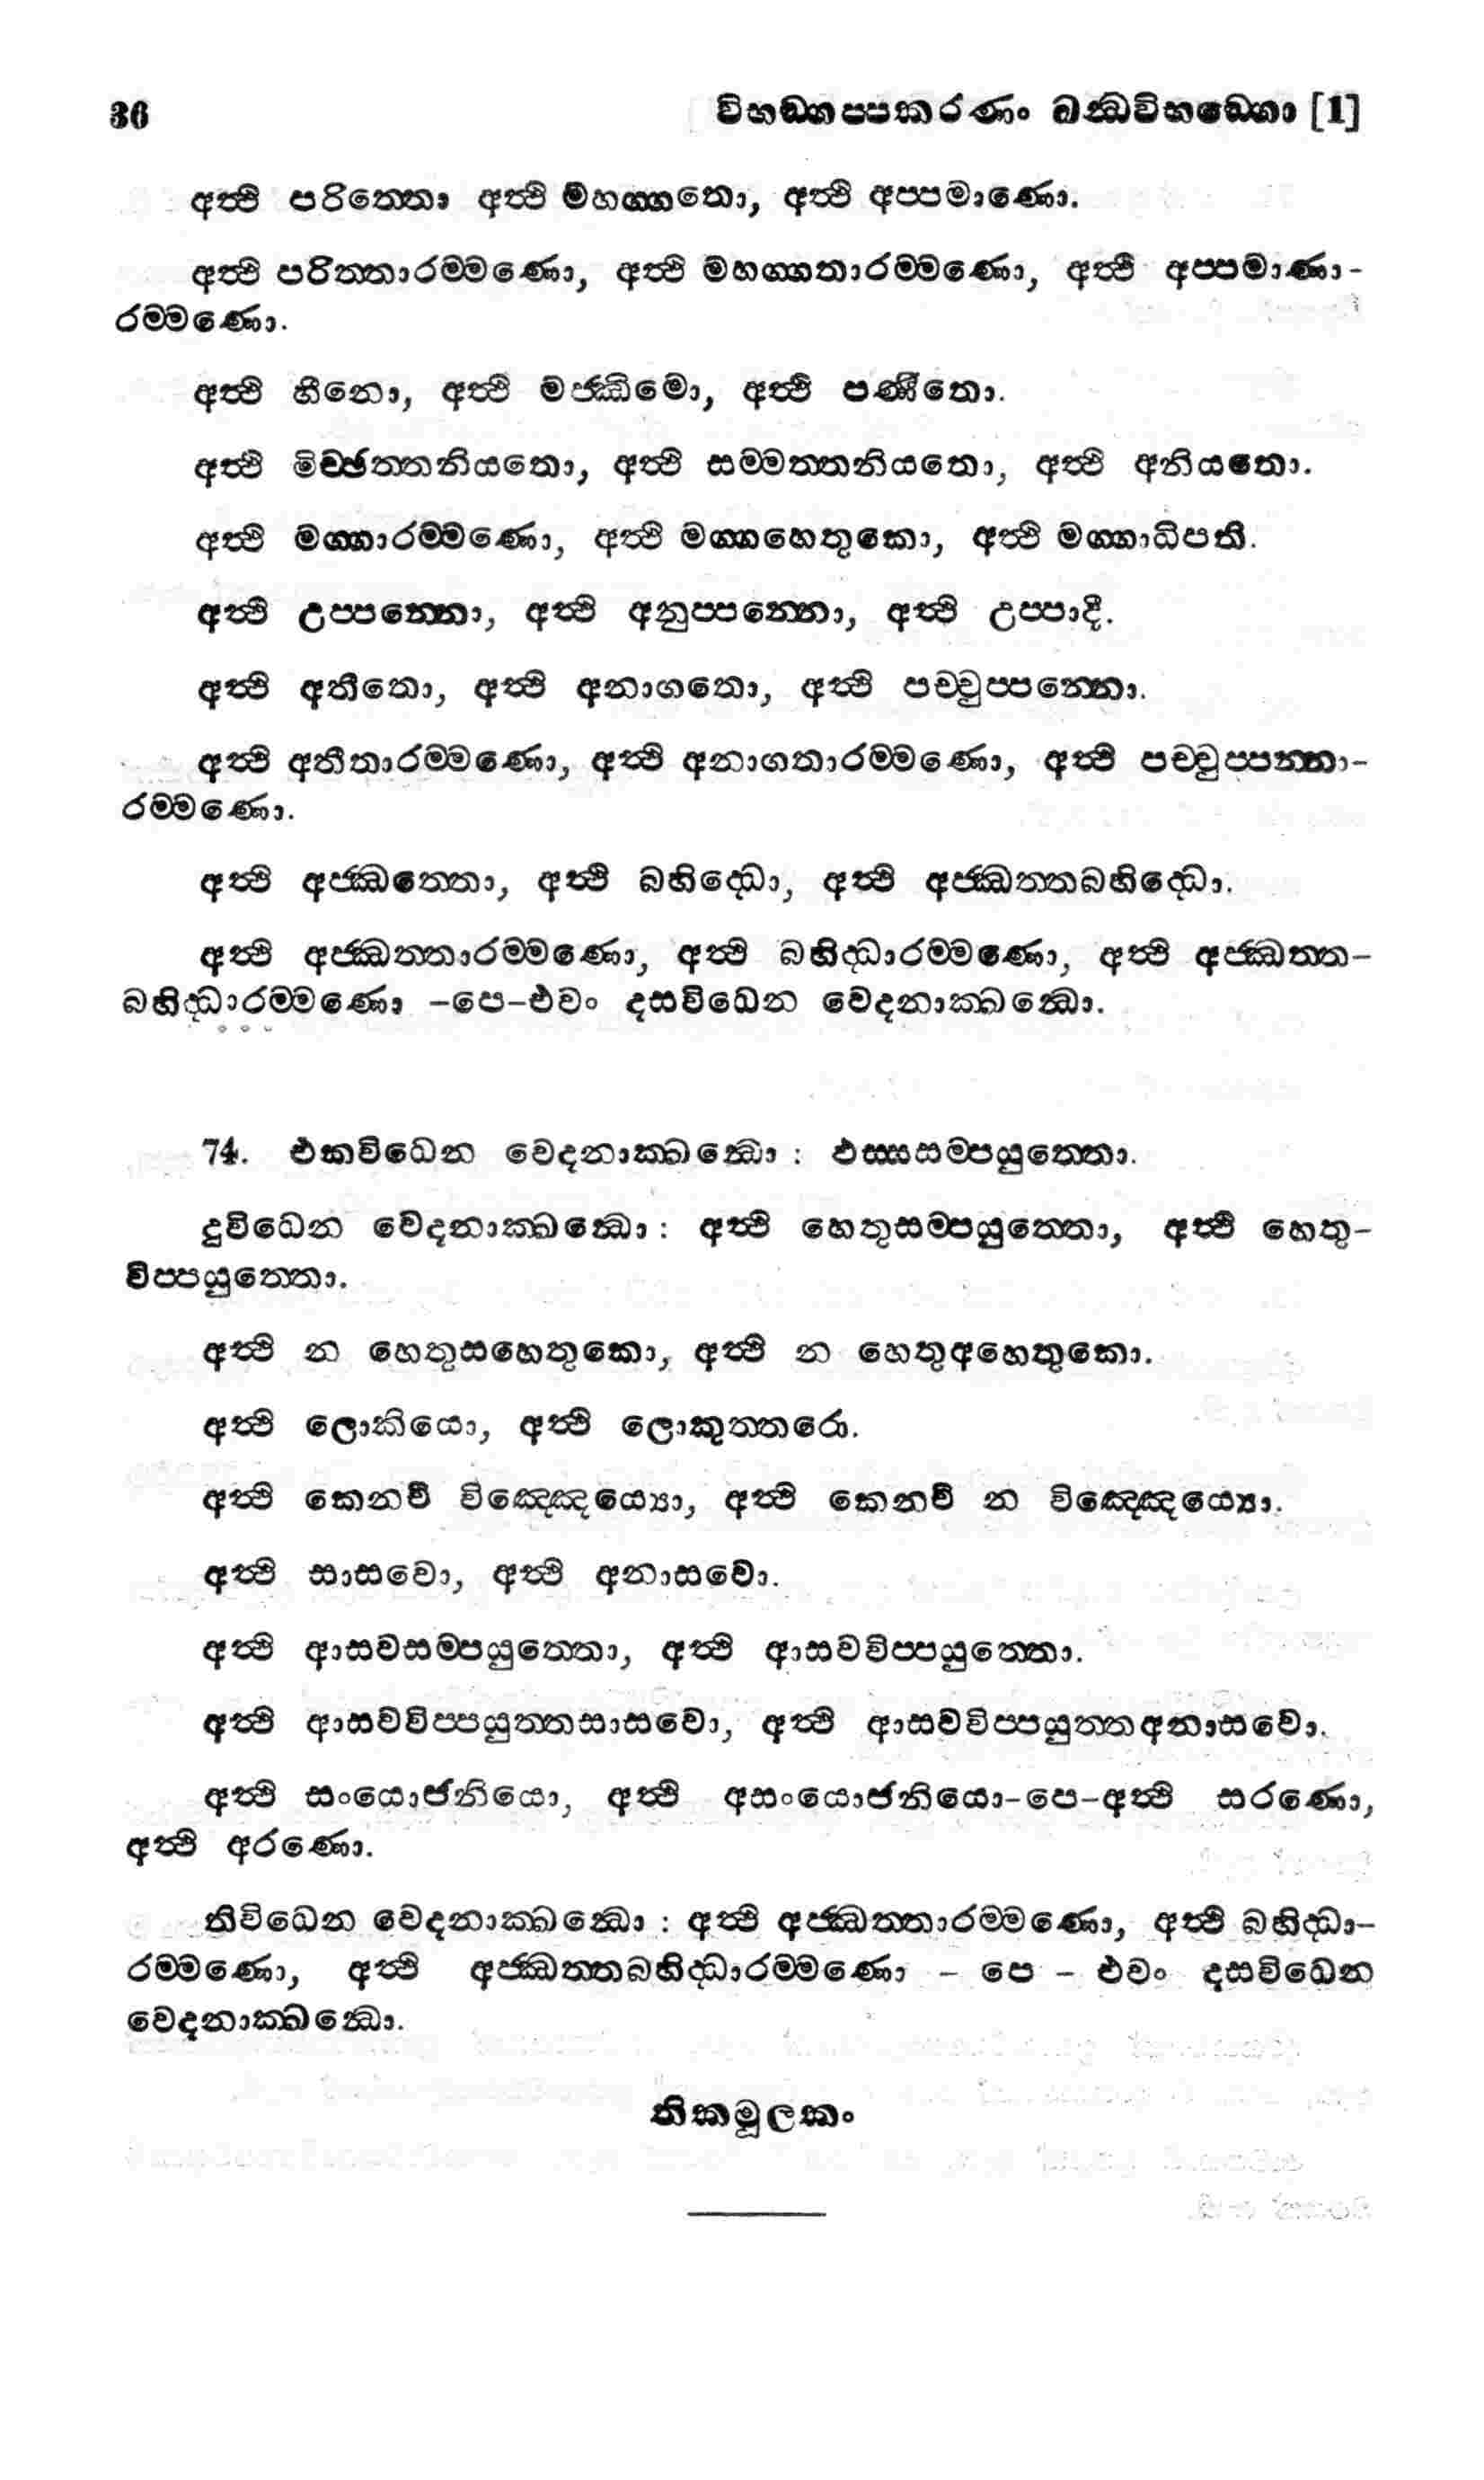 36 විභඞ්ගප්පකරණං ඛන්ධවිභඞ්ගො [1]
අත්ථි පරිත්තො අත්ථි මහග්ගතො, අත්ථි අප්පමාණො.
අත්ථි පරිත්තාරම්මණො, අත්ථි මහග්ගතාරම්මණො, අත්ථි අප්පමාණා-
රම්මණො.
අත්ථි හීනො, අත්ථි මජ්ඣිමො, අත්ථි පණීතො.
අත්ථි මිච්ඡත්තනියතො, අත්ථි සම්මත්තනියතො, අත්ථි අනියතො.
අත්ථි මග්ගාරම්මණො, අත්ථි මග්ගහෙතුකො, අත්ථි මග්ගාධිපති.
අත්ථි උප්පන්නො, අත්ථි අනුප්පන්නො, අත්ථි උප්පාදී.
අත්ථි අතීතො, අත්ථි අනාගතො, අත්ථි පච්චුප්පන්නො.
අත්ථි අතීතාරම්මණො, අත්ථි අනාගතාරම්මණො, අත්ථි පච්චුප්පන්නා-
රම්මණො.
අත්ථි අජ්ඣත්තො, අත්ථි බහිද්ධො, අත්ථි අජ්ඣත්තබහිද්ධො.
අත්ථි අජ්ඣත්තාරම්මණො, අත්ථි බහිද්ධාරම්මණො, අත්ථි අජ්ඣත්ත-
බහිද්ධාරම්මණො -පෙ-එවං දසවිධෙන වෙදනාක්ඛන්ධො.
74. එකවිධෙන වෙදනාක්ඛන්ධො : ඵස්සසම්පයුත්තො.
දුවිධෙන වෙදනාක්ඛන්ධො : අත්ථි හෙතුසම්පයුත්තො, අත්ථි හෙතු-
විප්පයුත්තො.
අත්ථි න හෙතුසහෙතුකො, අත්ථි න හෙතුඅහෙතුකො.
අත්ථි ලොකියො, අත්ථි ලොකුත්තරො.
අත්ථි කෙනචි විඤ්ඤෙය්‍යො, අත්ථි කෙනචි න විඤ්ඤෙය්‍යො.
අත්ථි සාසවො, අත්ථි අනාසවො.
අත්ථි ආසවසම්පයුත්තො, අත්ථි ආසවවිප්පයුත්තො.
අත්ථි ආසවවිප්පයුත්තසාසවො, අත්ථි ආසවවිප්පයුත්තඅනාසවො.
අත්ථි සංයොජනියො, අත්ථි අසංයොජනියො-පෙ-අත්ථි සරණො,
අත්ථි අරණො.
තිවිධෙන වෙදනාක්ඛන්ධො : අත්ථි අජ්ඣත්තාරම්මණො, අත්ථි බහිද්ධා-
රම්මණො, අත්ථි අජ්ඣත්තබහිද්ධාරම්මණො - පෙ - එවං දසවිධෙන
වෙදනාක්ඛන්ධො.
තිකමූලකං